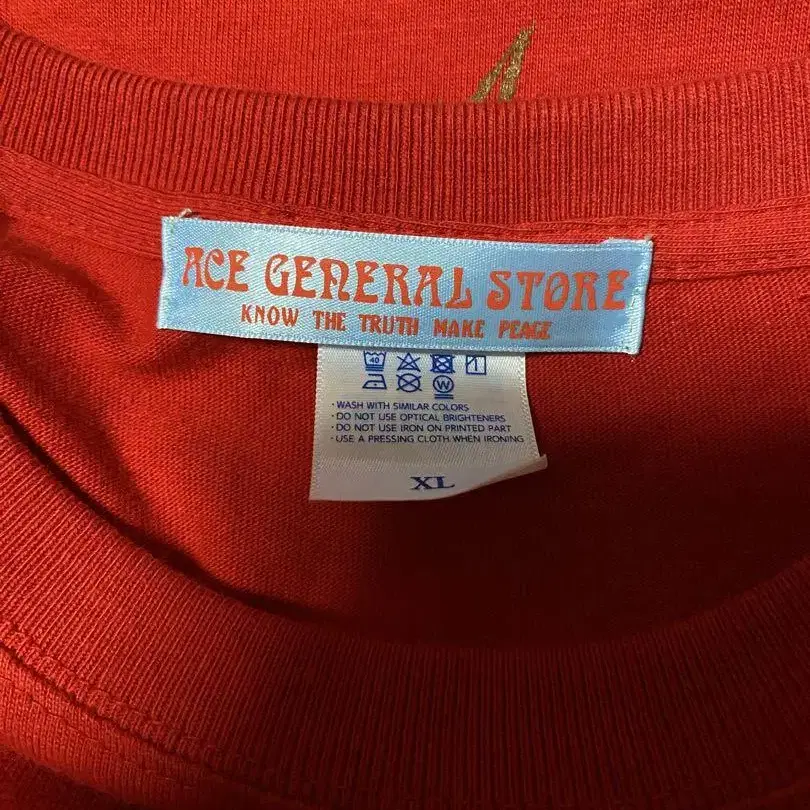 ACE GENERAL STORE
KNOW THE TRUTH MAKE PEACE
40
W
· WASH WITH SIMILAR COLORS
· DO NOT USE OPTICAL BRIGHTENERS
· DO NOT USE IRON ON PRINTED PART
· USE A PRESSING CLOTH WHEN IRONING
XL